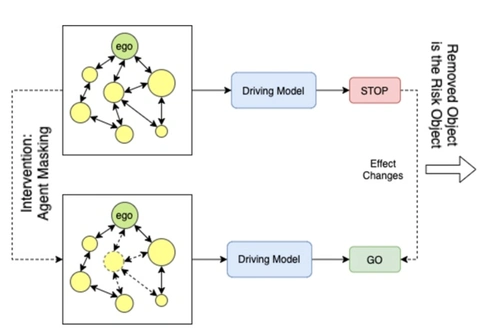 ego
Driving Model
STOP
Intervention:
Agent Masking
Effect
Changes
Removed Object
is the Risk Object
ego
Driving Model
GO